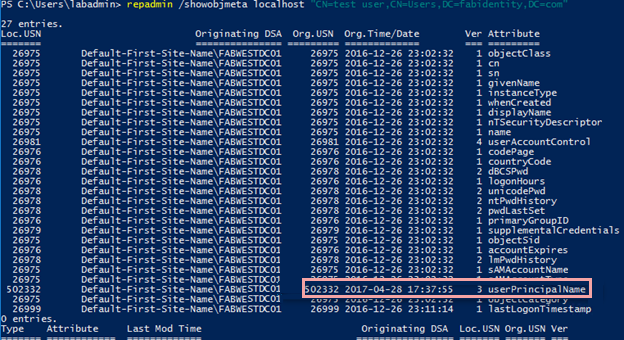 PS C:\Users\labadmin> repadmin /showobjmeta localhost "CN=test user,CN=Users,DC=fabidentity,DC=com"
27 entries.
Loc.USN Originating DSA Org.USN Org.Time/Date Ver Attribute
======= =============== ======= ============= === =========
26975 Default-First-Site-Name\FABWESTDC01 26975 2016-12-26 23:02:32 1 objectClass
26975 Default-First-Site-Name\FABWESTDC01 26975 2016-12-26 23:02:32 1 cn
26975 Default-First-Site-Name\FABWESTDC01 26975 2016-12-26 23:02:32 1 sn
26975 Default-First-Site-Name\FABWESTDC01 26975 2016-12-26 23:02:32 1 givenName
26975 Default-First-Site-Name\FABWESTDC01 26975 2016-12-26 23:02:32 1 instanceType
26975 Default-First-Site-Name\FABWESTDC01 26975 2016-12-26 23:02:32 1 whenCreated
26975 Default-First-Site-Name\FABWESTDC01 26975 2016-12-26 23:02:32 1 displayName
26975 Default-First-Site-Name\FABWESTDC01 26975 2016-12-26 23:02:32 1 nTSecurityDescriptor
26975 Default-First-Site-Name\FABWESTDC01 26975 2016-12-26 23:02:32 1 name
26981 Default-First-Site-Name\FABWESTDC01 26981 2016-12-26 23:02:32 4 userAccountControl
26976 Default-First-Site-Name\FABWESTDC01 26976 2016-12-26 23:02:32 1 codePage
26976 Default-First-Site-Name\FABWESTDC01 26976 2016-12-26 23:02:32 1 countryCode
26978 Default-First-Site-Name\FABWESTDC01 26978 2016-12-26 23:02:32 2 dBCSPwd
26976 Default-First-Site-Name\FABWESTDC01 26976 2016-12-26 23:02:32 1 logonHours
26978 Default-First-Site-Name\FABWESTDC01 26978 2016-12-26 23:02:32 2 unicodePwd
26978 Default-First-Site-Name\FABWESTDC01 26978 2016-12-26 23:02:32 2 ntPwdHistory
26978 Default-First-Site-Name\FABWESTDC01 26978 2016-12-26 23:02:32 2 pwdLastSet
26976 Default-First-Site-Name\FABWESTDC01 26976 2016-12-26 23:02:32 1 primaryGroupID
26979 Default-First-Site-Name\FABWESTDC01 26979 2016-12-26 23:02:32 1 supplementalCredentials
26975 Default-First-Site-Name\FABWESTDC01 26975 2016-12-26 23:02:32 1 objectSid
26976 Default-First-Site-Name\FABWESTDC01 26976 2016-12-26 23:02:32 1 accountExpires
26978 Default-First-Site-Name\FABWESTDC01 26978 2016-12-26 23:02:32 2 lmPwdHistory
26975 Default-First-Site-Name\FABWESTDC01 26975 2016-12-26 23:02:32 1 sAMAccountName
26975 Default-First-Site-Name\FABWESTDC01
502332 Default-First-Site-Name\FABWESTDC01 502332 2017-04-28 17:37:55 3 userPrincipalName
26975 Default-First-Site-Name\FABWESTDC01 26975 2016-12-26 23:02:32 1 objectCategory
26999 Default-First-Site-Name\FABWESTDC01 26999 2016-12-26 23:11:14 1 lastLogonTimestamp
0 entries.
Type Attribute Last Mod Time Originating DSA Loc.USN Org.USN Ver
======= ============ ============= ================= ======= ======= ===